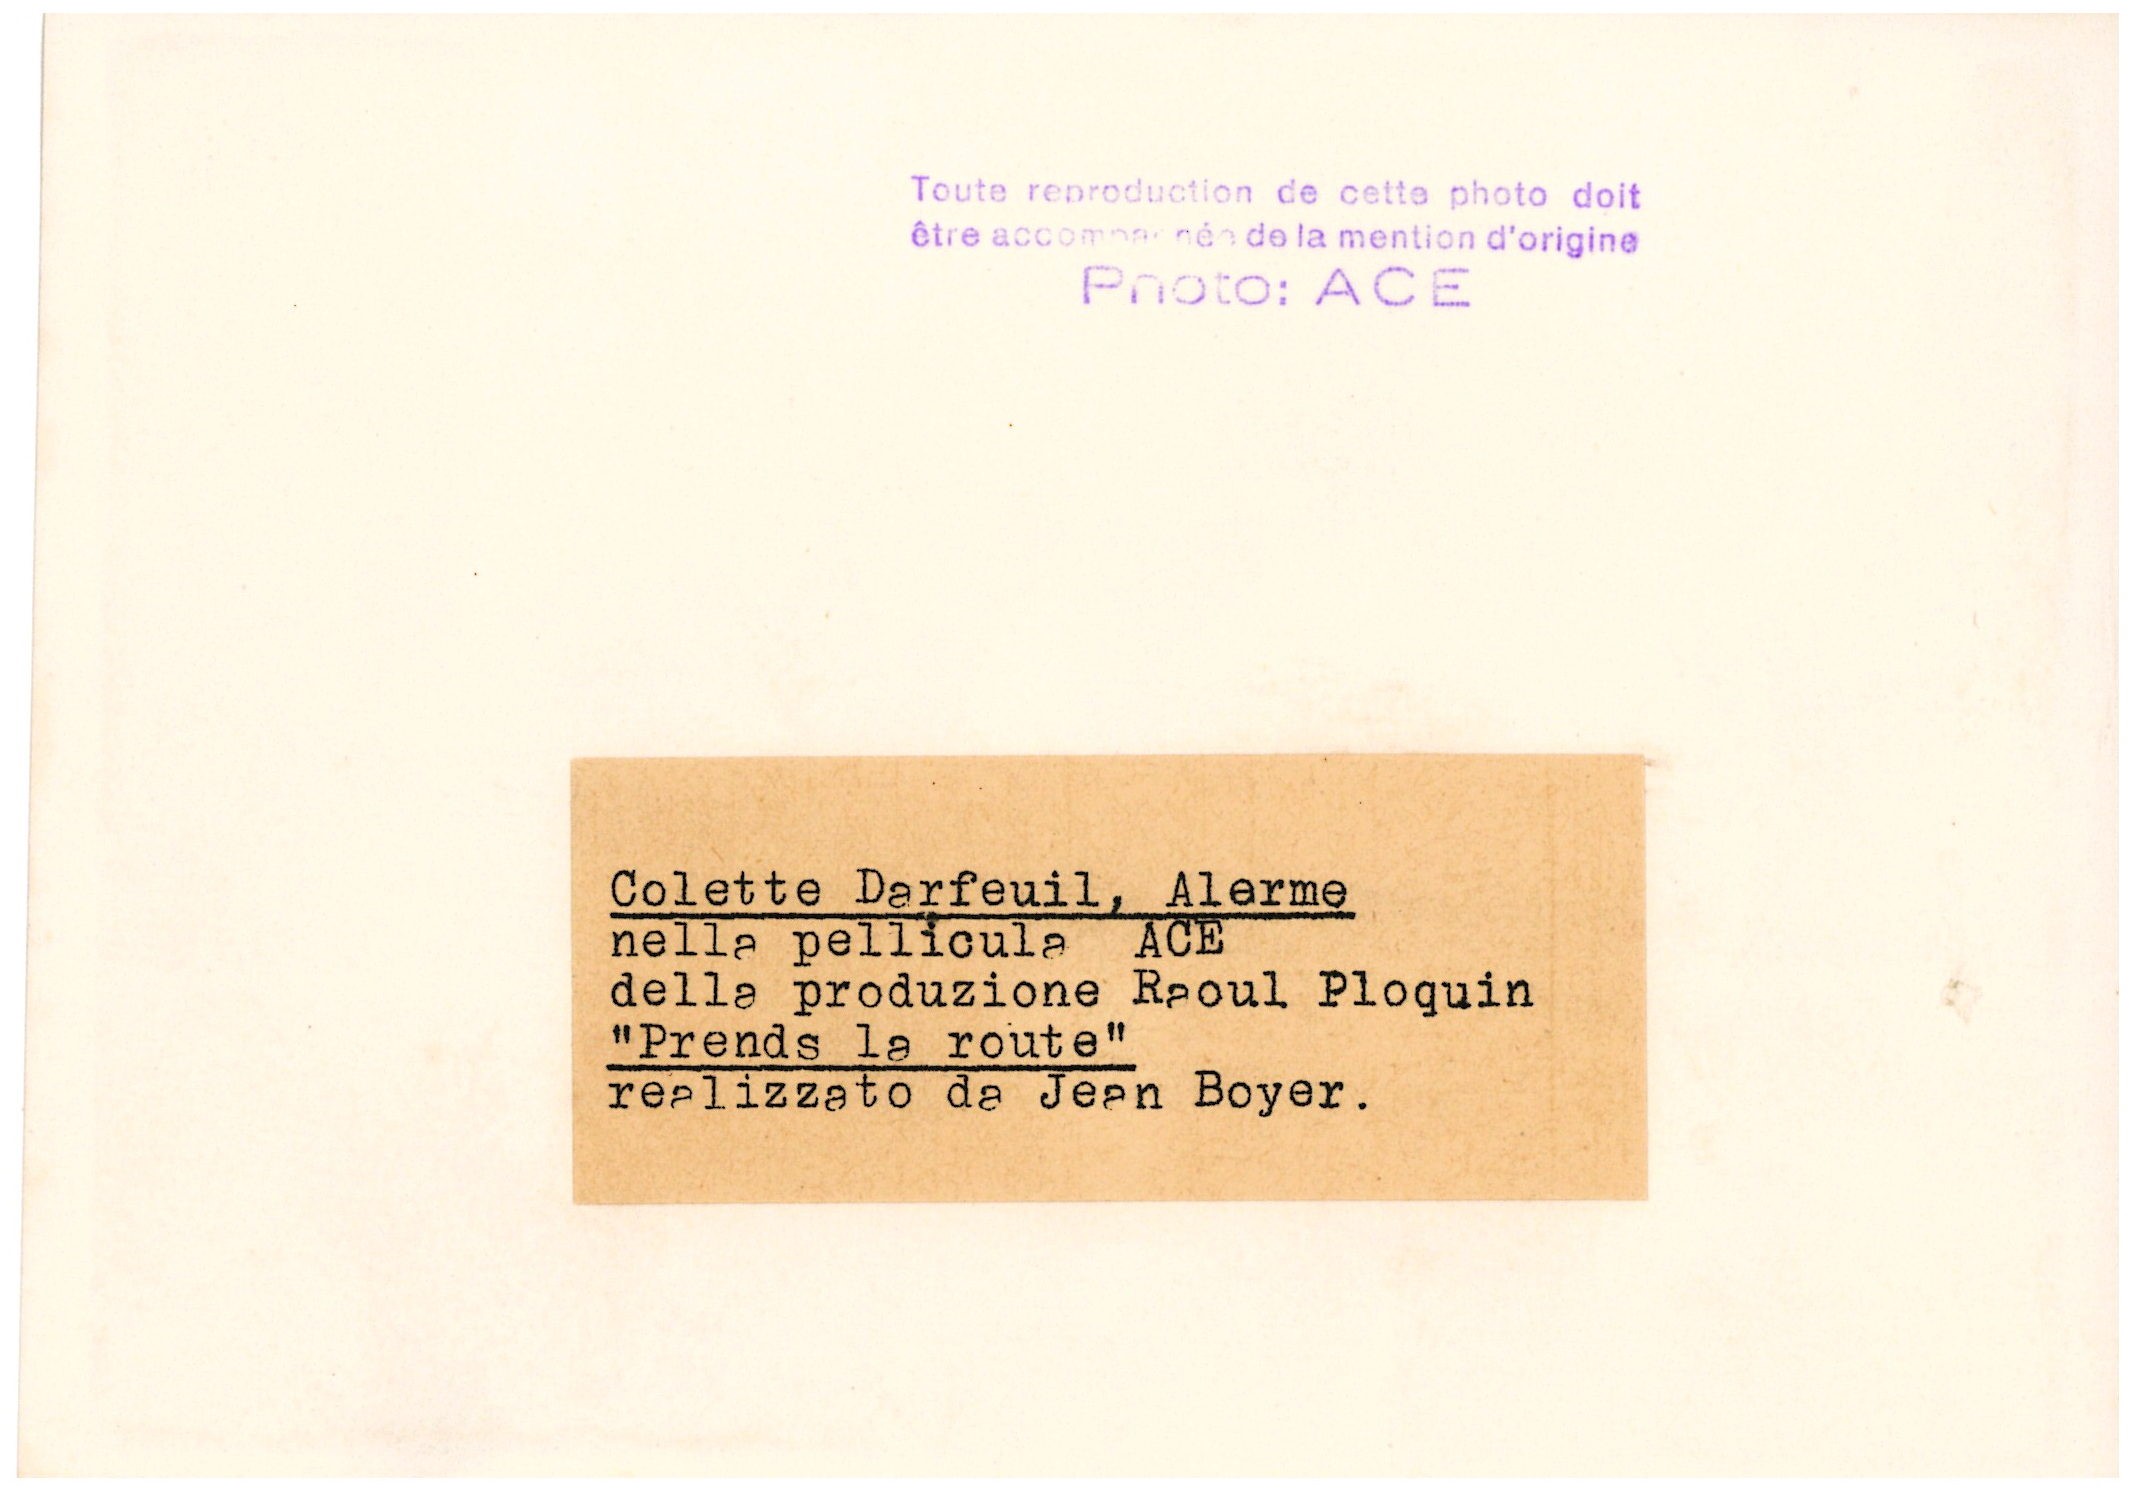 Toute reproduction de cette photo doit
être accompagnée de la mention d'origine
Photo: ACE
Colette Darfeuil, Alerme
nella pellicula ACE
della produzione Raoul Ploquin
"Prends la route"
realizzato da Jean Boyer.